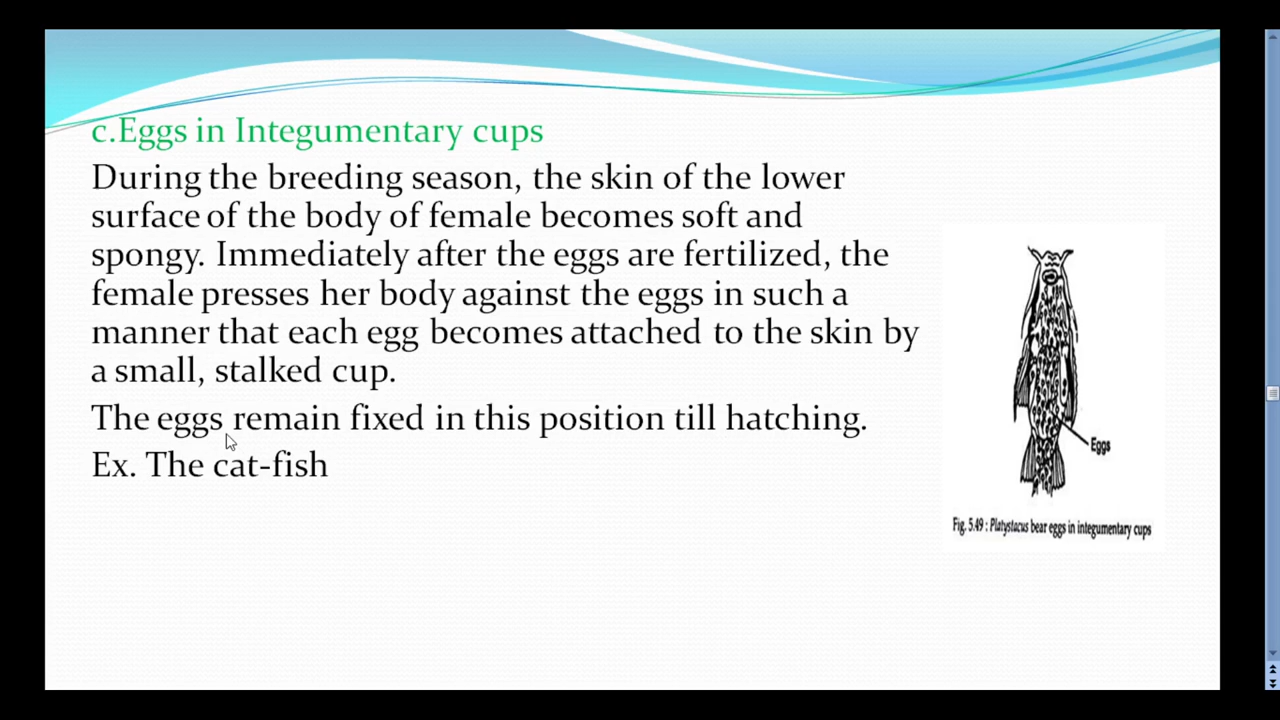 c.Eggs in Integumentary cups
During the breeding season, the skin of the lower
surface of the body of female becomes soft and
spongy. Immediately after the eggs are fertilized, the
female presses her body against the eggs in such a
manner that each egg becomes attached to the skin by
a small, stalked cup.
The eggs remain fixed in this position till hatching.
Ex. The cat-fish
Eggs
Fig. 5.49 : Platystacus bear eggs in integumentary cups